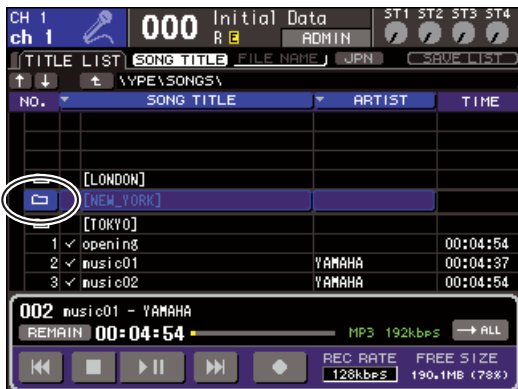 CH 1
ch 1
000 Initial Data
R E ADMIN
ST1 ST2 ST3 ST4
TITLE LIST SONG TITLE FILE NAME JPN SAVE LIST
\YPE\SONGS\
NO. SONG TITLE ARTIST TIME
[LONDON]
[NEW_YORK]
[TOKYO]
1 ✓ opening 00:04:54
2 ✓ music01 YAMAHA 00:04:37
3 ✓ music02 YAMAHA 00:04:54
002 music01 - YAMAHA
REMAIN 00:04:54 MP3 192kbps → ALL
REC RATE FREE SIZE
128kbps 190.1MB (78%)